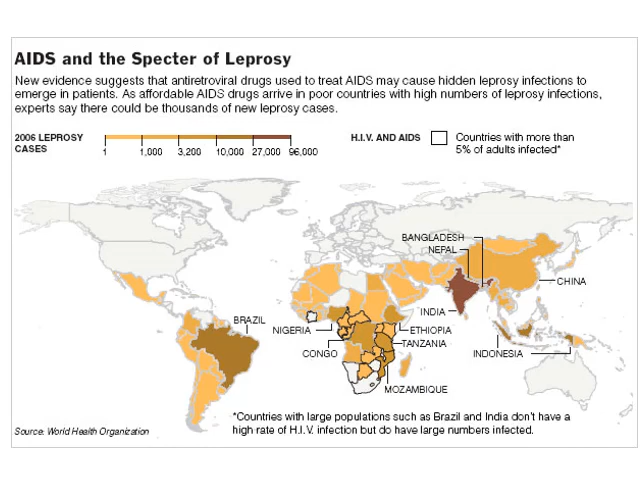 AIDS and the Specter of Leprosy
New evidence suggests that antiretroviral drugs used to treat AIDS may cause hidden leprosy infections to
emerge in patients. As affordable AIDS drugs arrive in poor countries with high numbers of leprosy infections,
experts say there could be thousands of new leprosy cases.
2006 LEPROSY
CASES
1 1,000 3,200 10,000 27,000 96,000
H.I.V. AND AIDS
Countries with more than
5% of adults infected*
BANGLADESH
NEPAL
CHINA
INDIA
BRAZIL
NIGERIA
ETHIOPIA
TANZANIA
CONGO
INDONESIA
MOZAMBIQUE
*Countries with large populations such as Brazil and India don't have a
high rate of H.I.V. infection but do have large numbers infected.
Source: World Health Organization